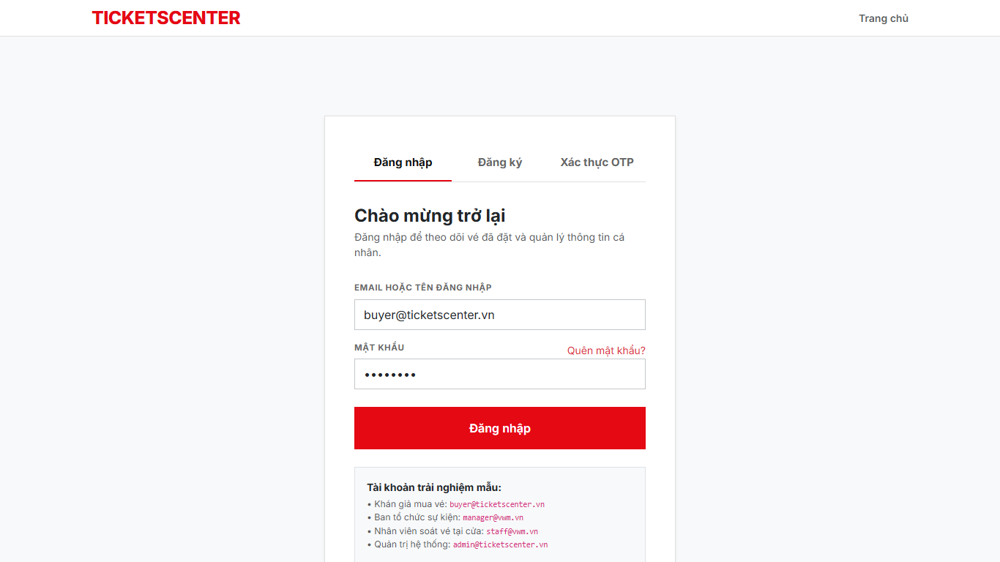 TICKETSCENTER
Trang chủ
Đăng nhập
Đăng ký
Xác thực OTP
Chào mừng trở lại
Đăng nhập để theo dõi vé đã đặt và quản lý thông tin cá
nhân.
EMAIL HOẶC TÊN ĐĂNG NHẬP
buyer@ticketscenter.vn
MẬT KHẨU
Quên mật khẩu?
••••••••
Đăng nhập
Tài khoản trải nghiệm mẫu:
• Khán giả mua vé: buyer@ticketscenter.vn
• Ban tổ chức sự kiện: manager@vwm.vn
• Nhân viên soát vé tại cửa: staff@vwm.vn
• Quản trị hệ thống: admin@ticketscenter.vn